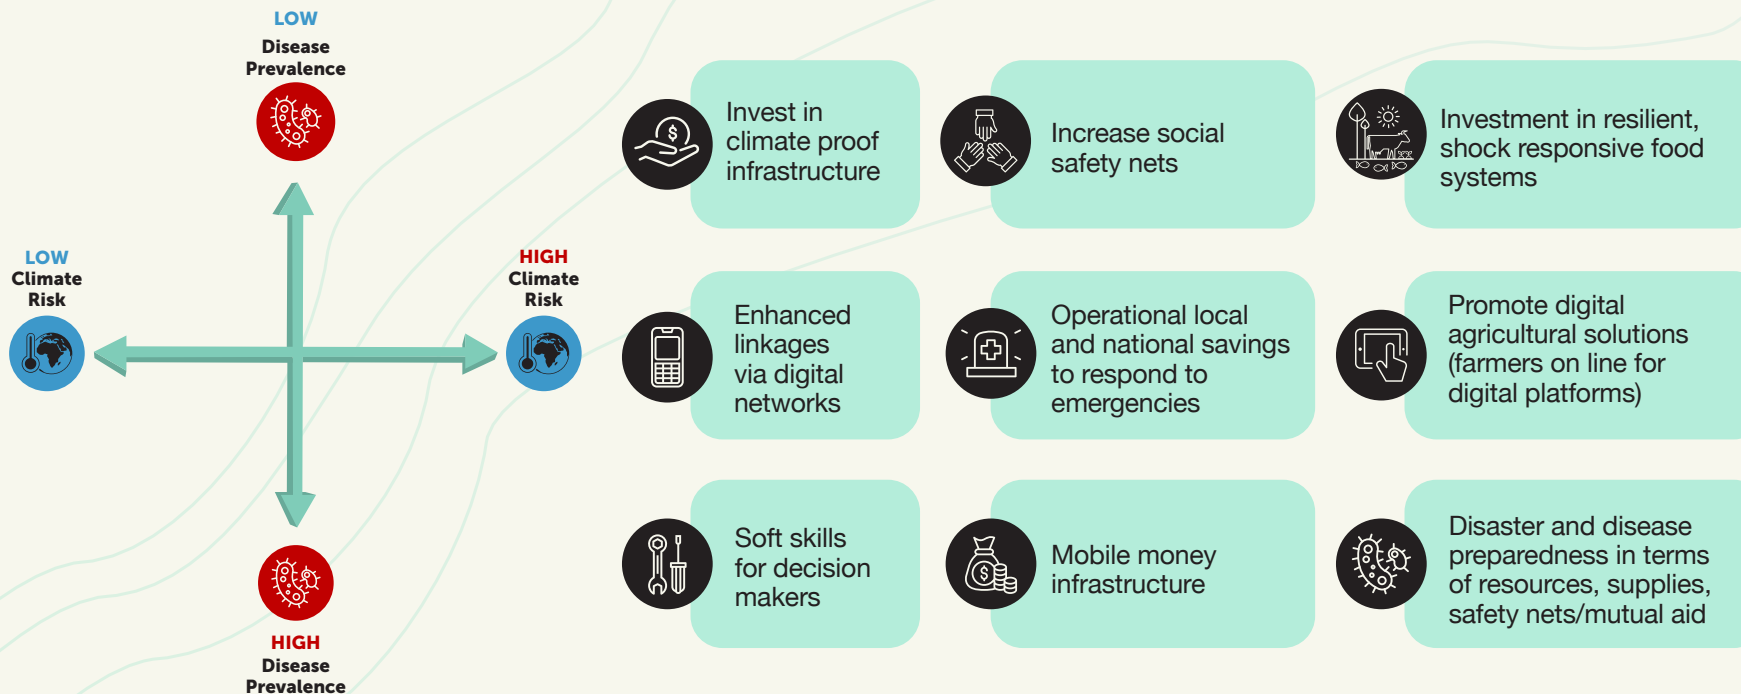 LOW
Disease
Prevalence
LOW
Climate
Risk
HIGH
Climate
Risk
HIGH
Disease
Prevalence
Invest in
climate proof
infrastructure
Increase social
safety nets
Investment in resilient,
shock responsive food
systems
Enhanced
linkages
via digital
networks
Operational local
and national savings
to respond to
emergencies
Promote digital
agricultural solutions
(farmers on line for
digital platforms)
Soft skills
for decision
makers
Mobile money
infrastructure
Disaster and disease
preparedness in terms
of resources, supplies,
safety nets/mutual aid